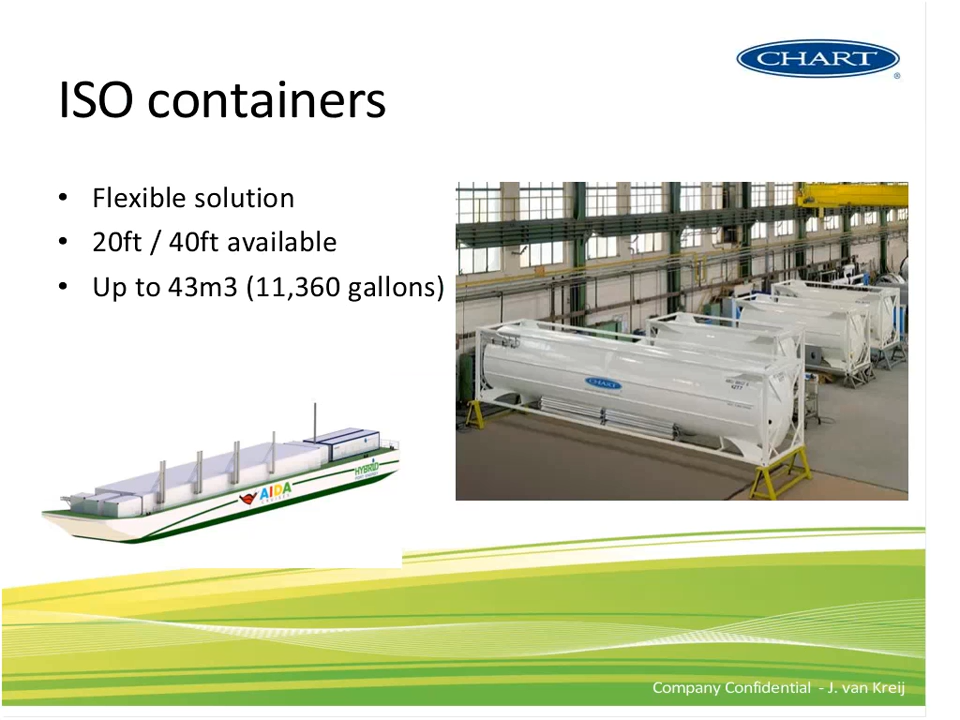 CHART
ISO containers
• Flexible solution
• 20ft / 40ft available
• Up to 43m3 (11,360 gallons)
CHART
HYBRID
AIDA
Company Confidential - J. van Kreij